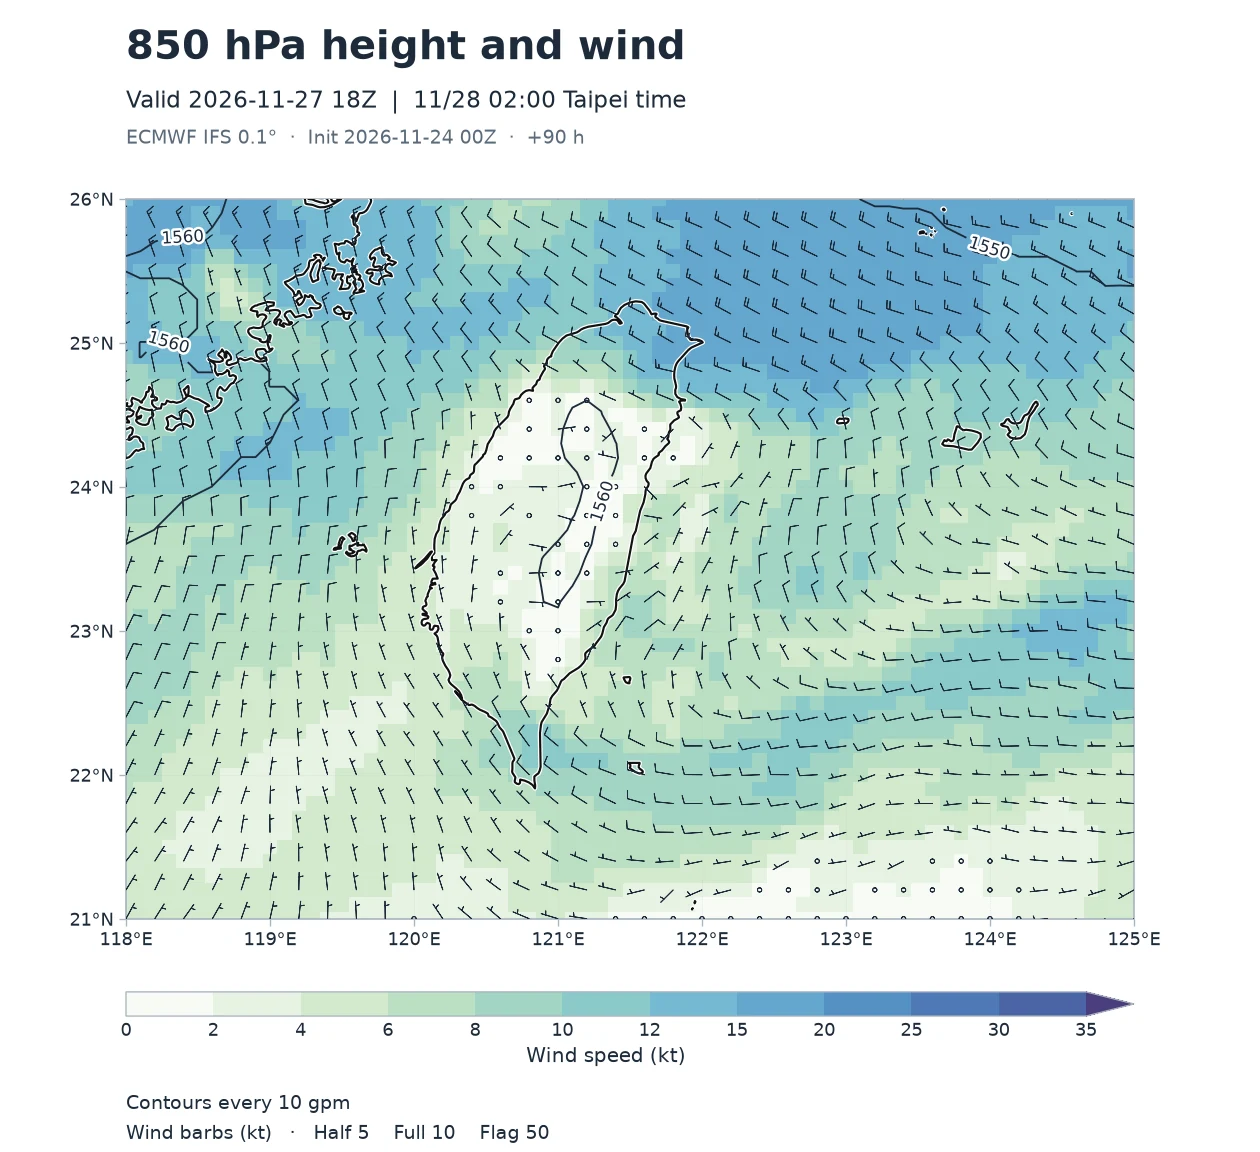 850 hPa height and wind
Valid 2026-11-27 18Z | 11/28 02:00 Taipei time
ECMWF IFS 0.1° · Init 2026-11-24 00Z · +90 h
26°N
25°N
24°N
23°N
22°N
21°N
1560
1550
1560
1560
118°E 119°E 120°E 121°E 122°E 123°E 124°E 125°E
0 2 4 6 8 10 12 15 20 25 30 35
Wind speed (kt)
Contours every 10 gpm
Wind barbs (kt) · Half 5 Full 10 Flag 50